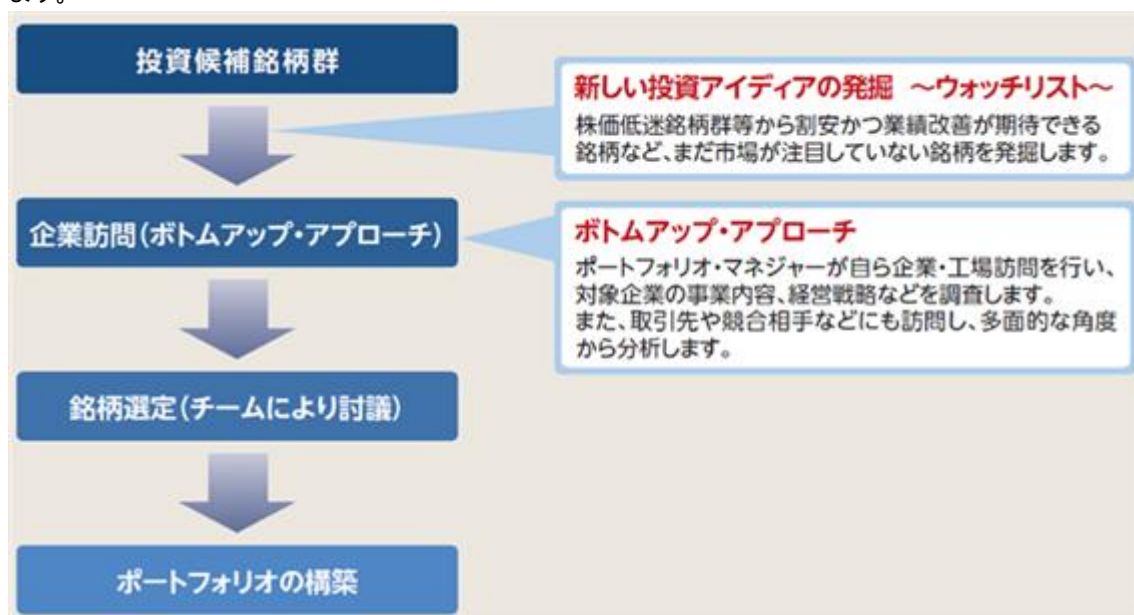 ます。
投資候補銘柄群
新しい投資アイディアの発掘 ～ウォッチリスト～
株価低迷銘柄群等から割安かつ業績改善が期待できる
銘柄など、まだ市場が注目していない銘柄を発掘します。
企業訪問(ボトムアップ・アプローチ)
ボトムアップ・アプローチ
ポートフォリオ・マネジャーが自ら企業・工場訪問を行い、
対象企業の事業内容、経営戦略などを調査します。
また、取引先や競合相手などにも訪問し、多面的な角度
から分析します。
銘柄選定(チームにより討議)
ポートフォリオの構築